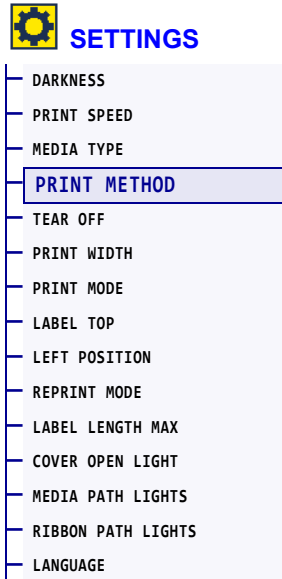 SETTINGS
DARKNESS
PRINT SPEED
MEDIA TYPE
PRINT METHOD
TEAR OFF
PRINT WIDTH
PRINT MODE
LABEL TOP
LEFT POSITION
REPRINT MODE
LABEL LENGTH MAX
COVER OPEN LIGHT
MEDIA PATH LIGHTS
RIBBON PATH LIGHTS
LANGUAGE